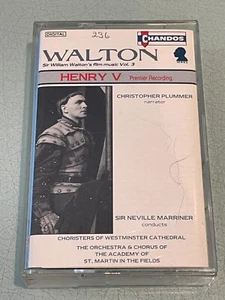 DIGITAL
236
CHANDOS
WALTON
Sir William Walton's film music Vol. 3
HENRY V Premier Recording
CHRISTOPHER PLUMMER
narrator
SIR NEVILLE MARRINER
conducts
CHORISTERS OF WESTMINSTER CATHEDRAL
THE ORCHESTRA & CHORUS OF
THE ACADEMY OF
ST. MARTIN IN THE FIELDS